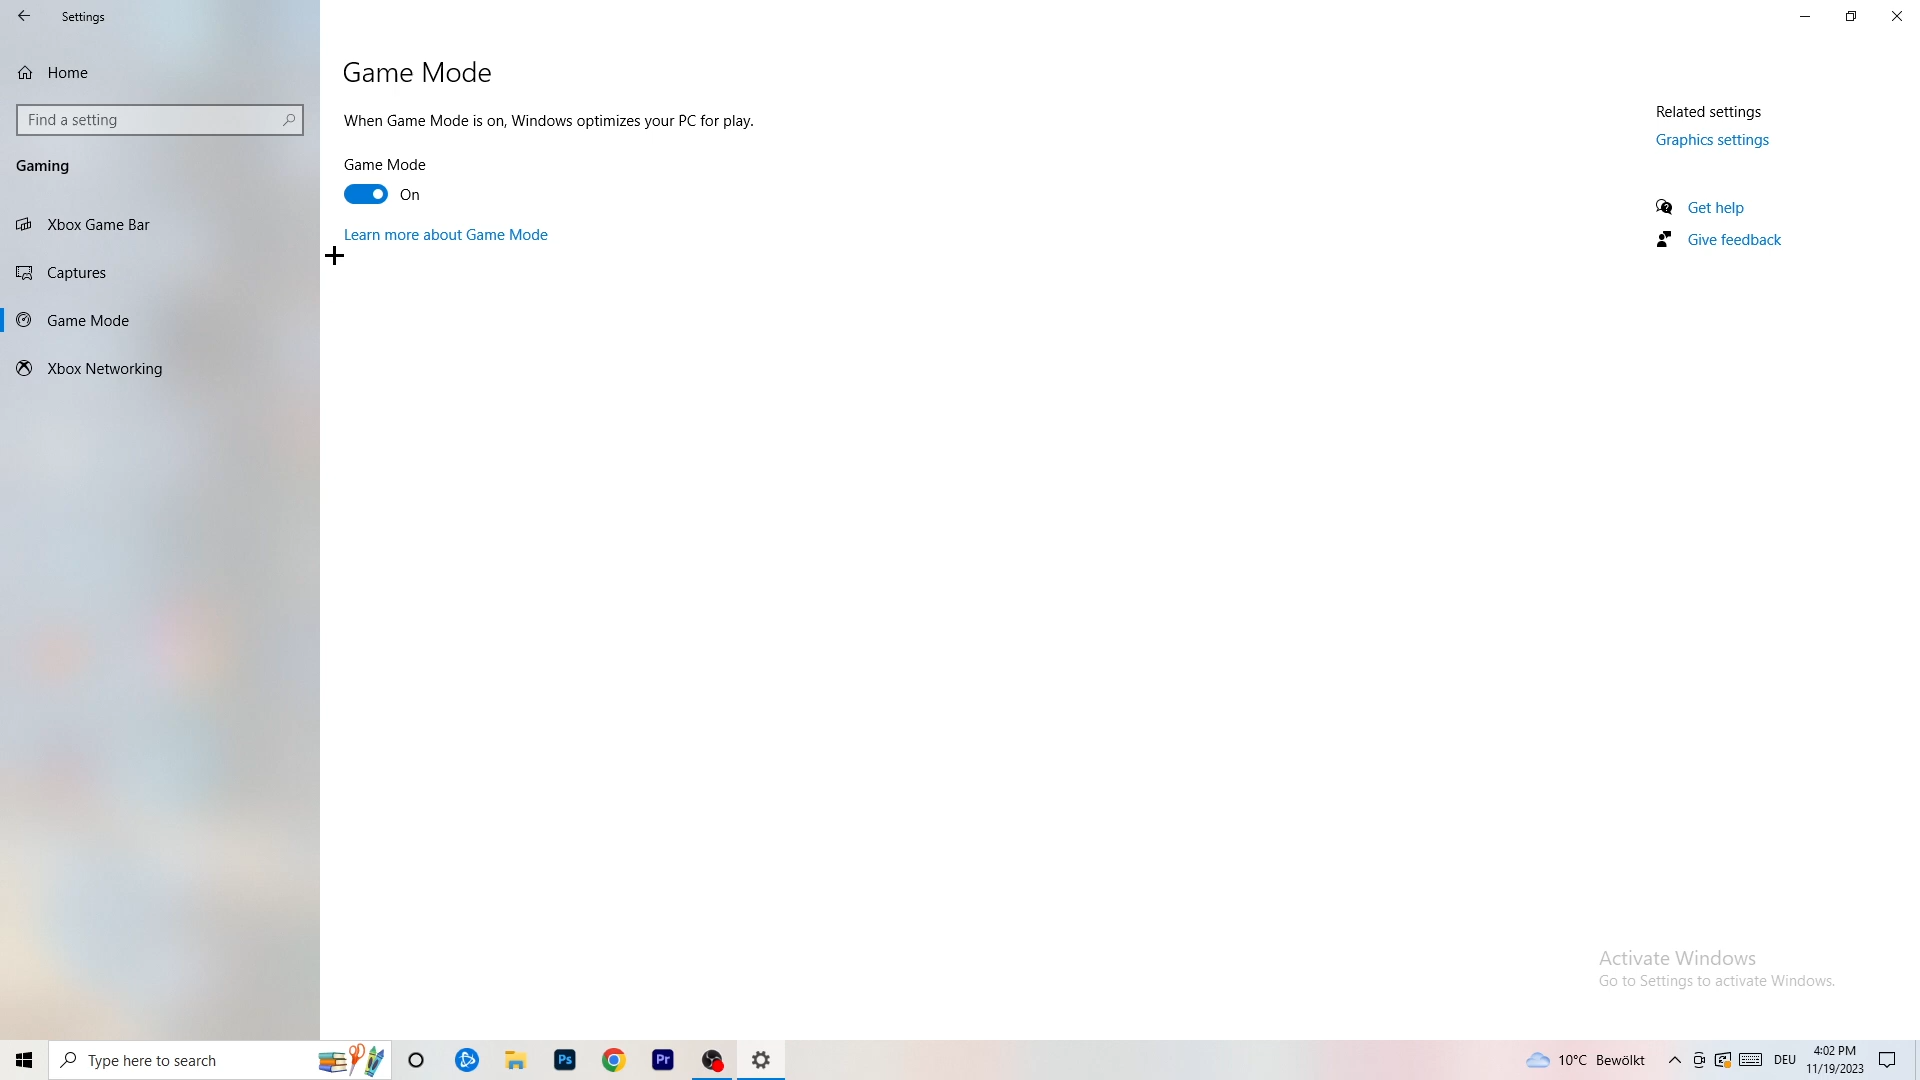 Settings
Home
Find a setting
Gaming
Xbox Game Bar
Captures
Game Mode
Xbox Networking
Game Mode
When Game Mode is on, Windows optimizes your PC for play.
Game Mode
On
Learn more about Game Mode
Related settings
Graphics settings
Get help
Give feedback
Activate Windows
Go to Settings to activate Windows.
Type here to search
Ps
Pr
10°C Bewölkt
DEU
4:02 PM
11/19/2023